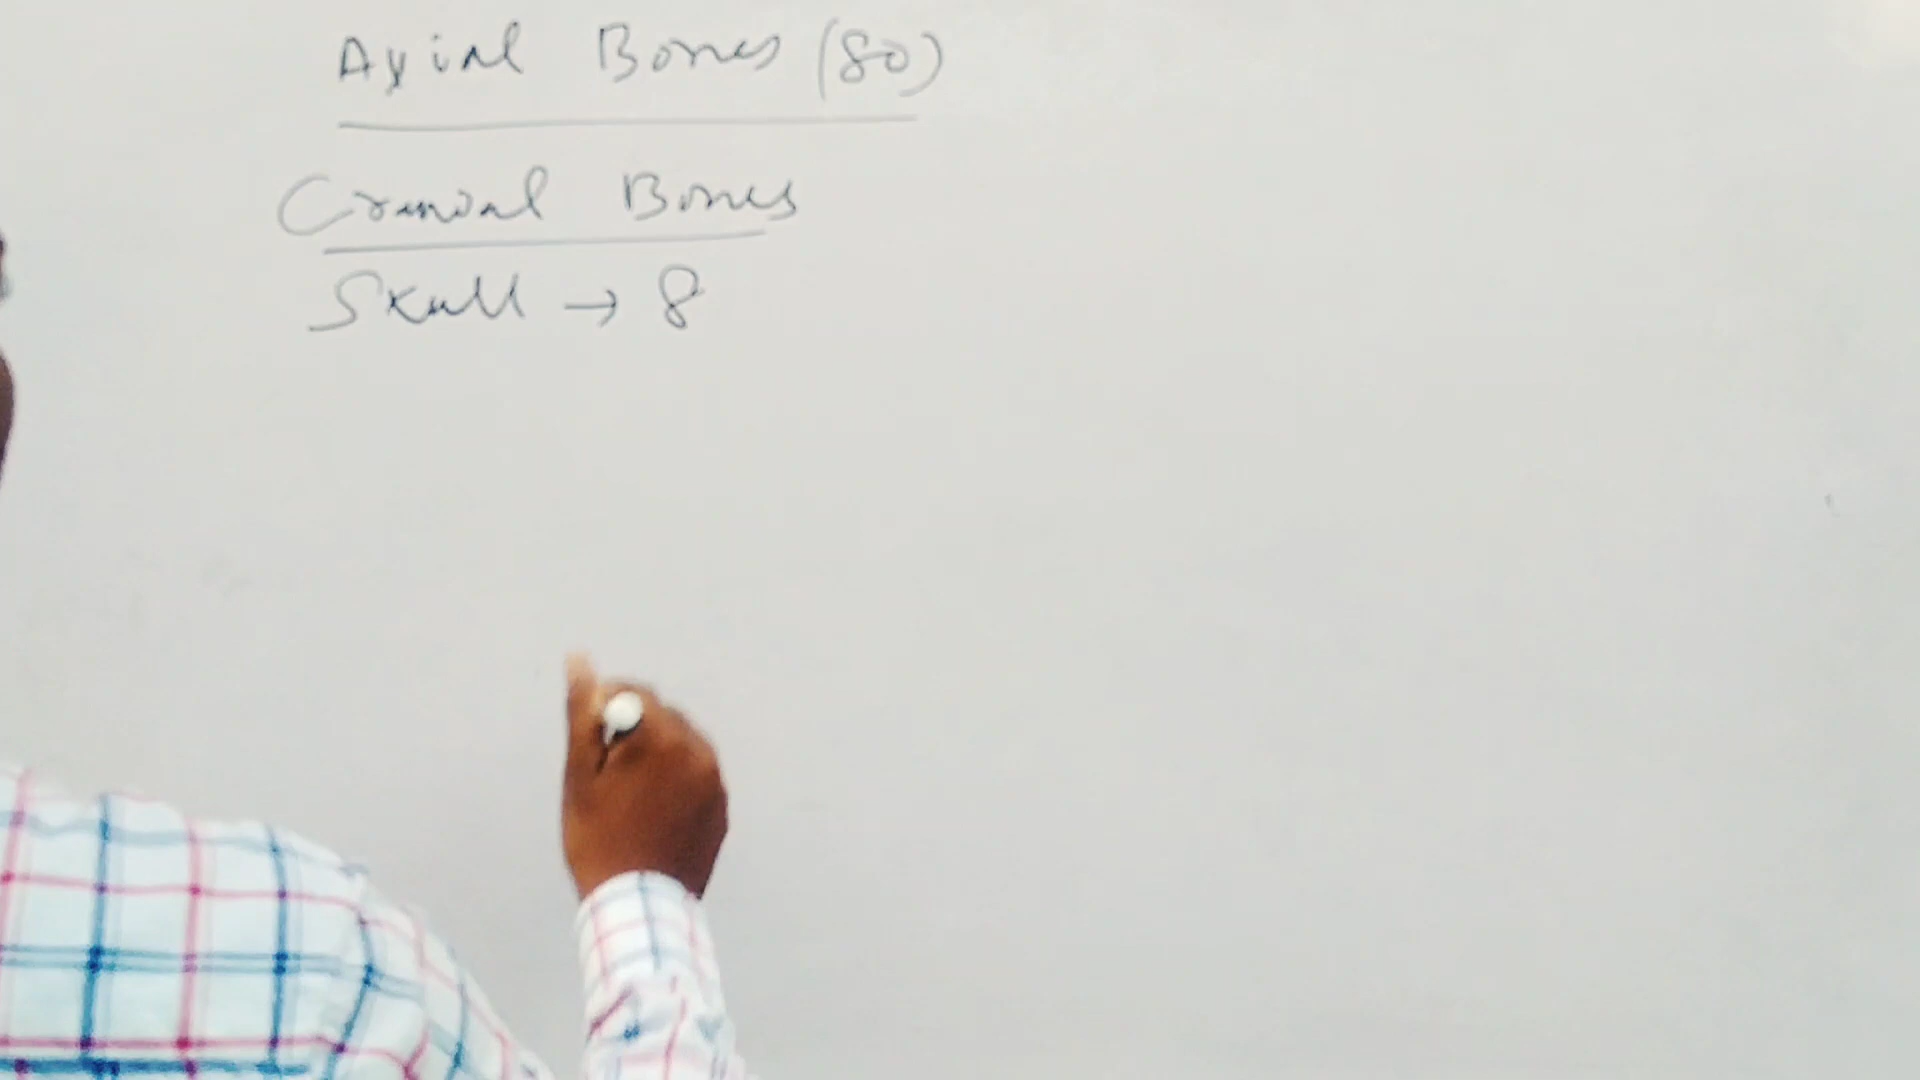 Axial Bones (80)
Cranial Bones
Skull → 8